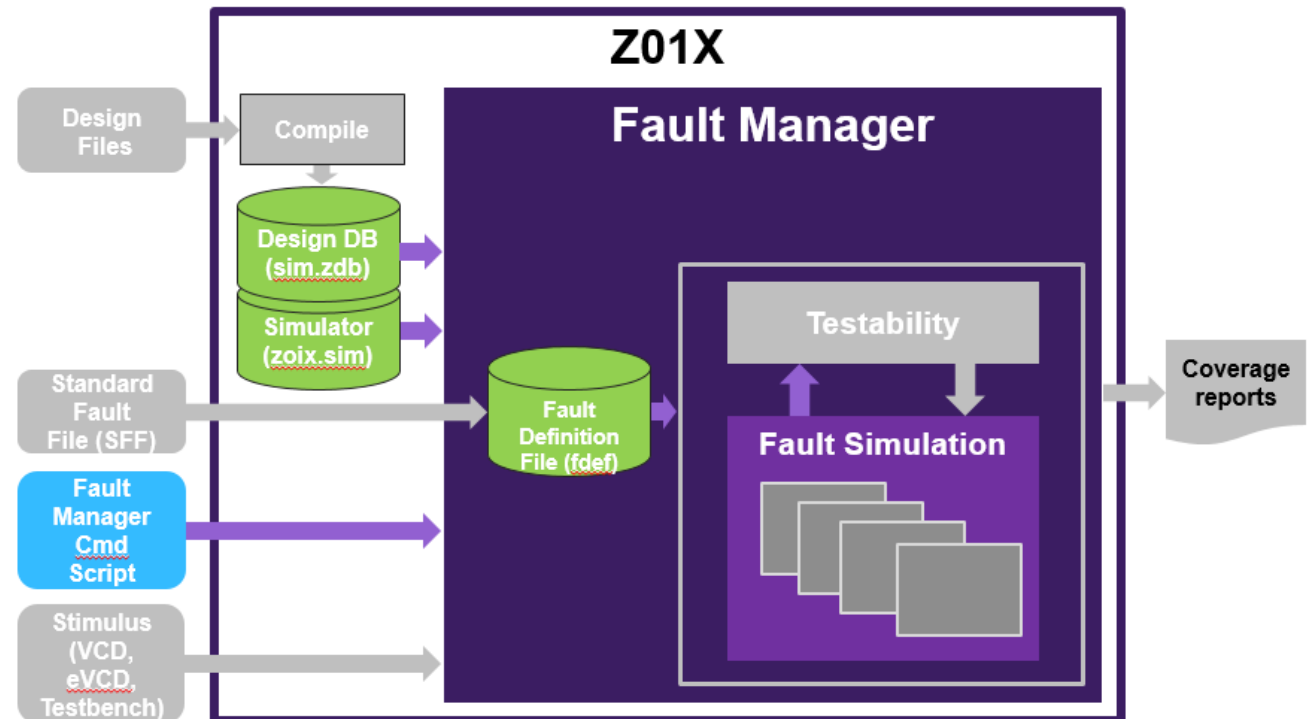 Z01X
Design
Files
Compile
Fault Manager
Design DB
(sim.zdb)
Simulator
(zoix.sim)
Testability
Standard
Fault
File (SFF)
Fault
Definition
File (fdef)
Fault Simulation
Coverage
reports
Fault
Manager
Cmd
Script
Stimulus
(VCD,
eVCD,
Testbench)